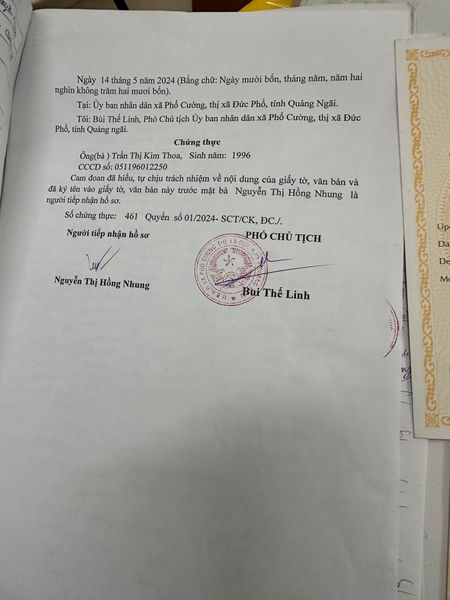 Ngày 14 tháng 5 năm 2024 (Bằng chữ: Ngày mười bốn, tháng năm, năm hai
nghìn không trăm hai mươi bốn).
Tại: Ủy ban nhân dân xã Phổ Cường, thị xã Đức Phổ, tỉnh Quảng Ngãi.
Tôi: Bùi Thế Linh, Phó Chủ tịch Ủy ban nhân dân xã Phổ Cường, thị xã Đức
Phổ, tỉnh Quảng ngãi.
Chứng thực
Ông(bà ) Trần Thị Kim Thoa, Sinh năm: 1996
CCCD số: 051196012250
Cam đoan đã hiểu, tự chịu trách nhiệm về nội dung của giấy tờ, văn bản và
đã ký tên vào giấy tờ, văn bản này trước mặt bà Nguyễn Thị Hồng Nhung là
người tiếp nhận hồ sơ.
Số chứng thực: 461 Quyển số 01/2024- SCT/CK, ĐC./.
Người tiếp nhận hồ sơ
PHÓ CHỦ TỊCH
Nguyễn Thị Hồng Nhung
Bùi Thế Linh